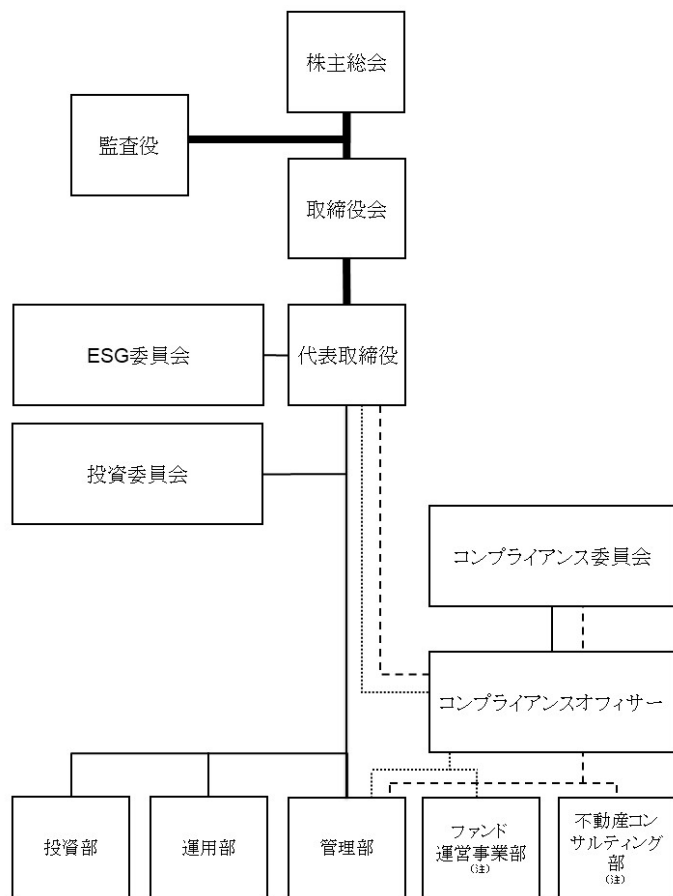 株主総会
監査役
取締役会
ESG委員会
代表取締役
投資委員会
コンプライアンス委員会
コンプライアンスオフィサー
投資部
運用部
管理部
ファンド
運営事業部
(注)
不動産コン
サルティング
部
(注)